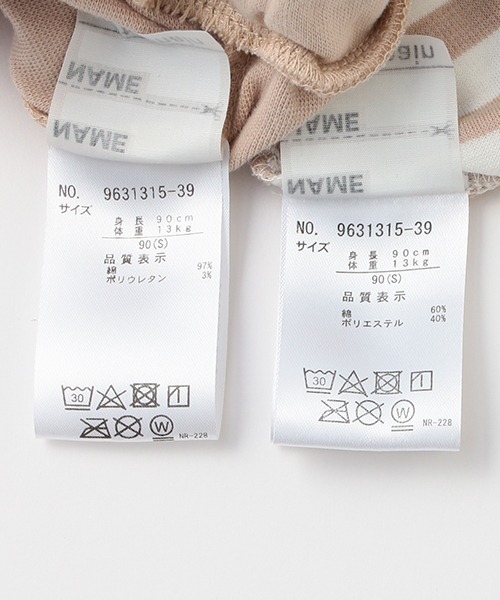 NAME
NAME
NO. 9631315-39
サイズ
身長 90cm
体重 13kg
90(S)
品質表示
綿 97%
ポリウレタン 3%
30
W
NR-228
NAME
NAME
NO. 9631315-39
サイズ
身長 90cm
体重 13kg
90(S)
品質表示
綿 60%
ポリエステル 40%
30
W
NR-228